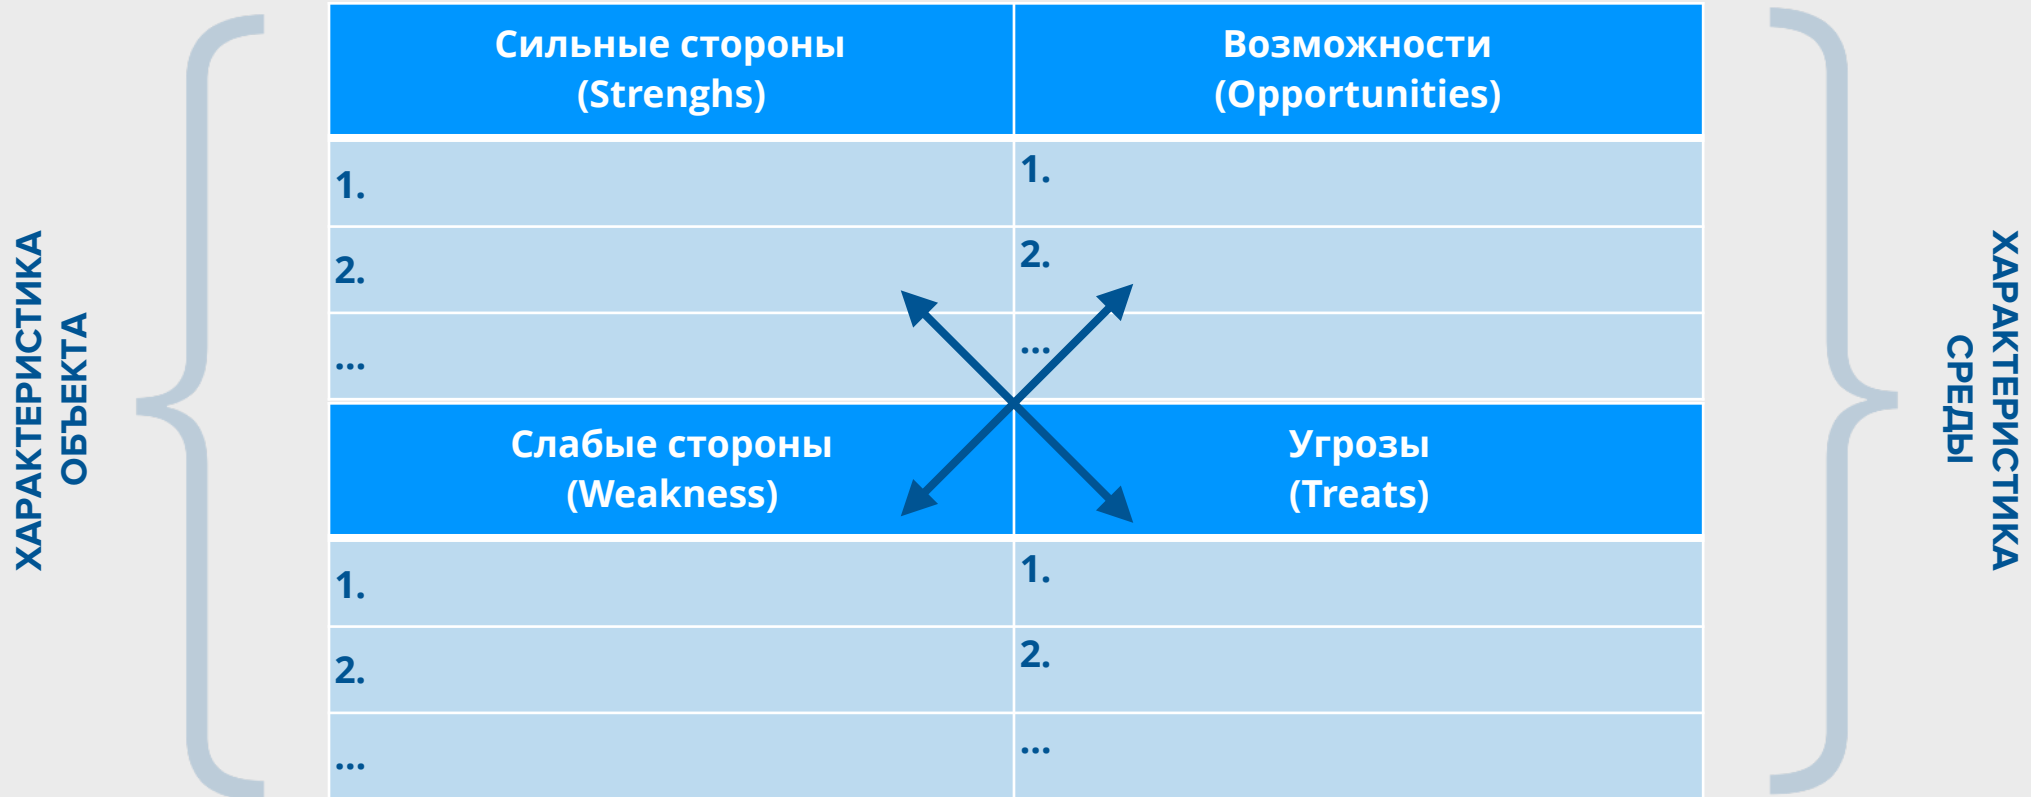 ХАРАКТЕРИСТИКА
ОБЪЕКТА
Сильные стороны
(Strenghs)
Возможности
(Opportunities)
1.
1.
2.
2.
...
...
Слабые стороны
(Weakness)
Угрозы
(Treats)
1.
1.
2.
2.
...
...
ХАРАКТЕРИСТИКА
СРЕДЫ